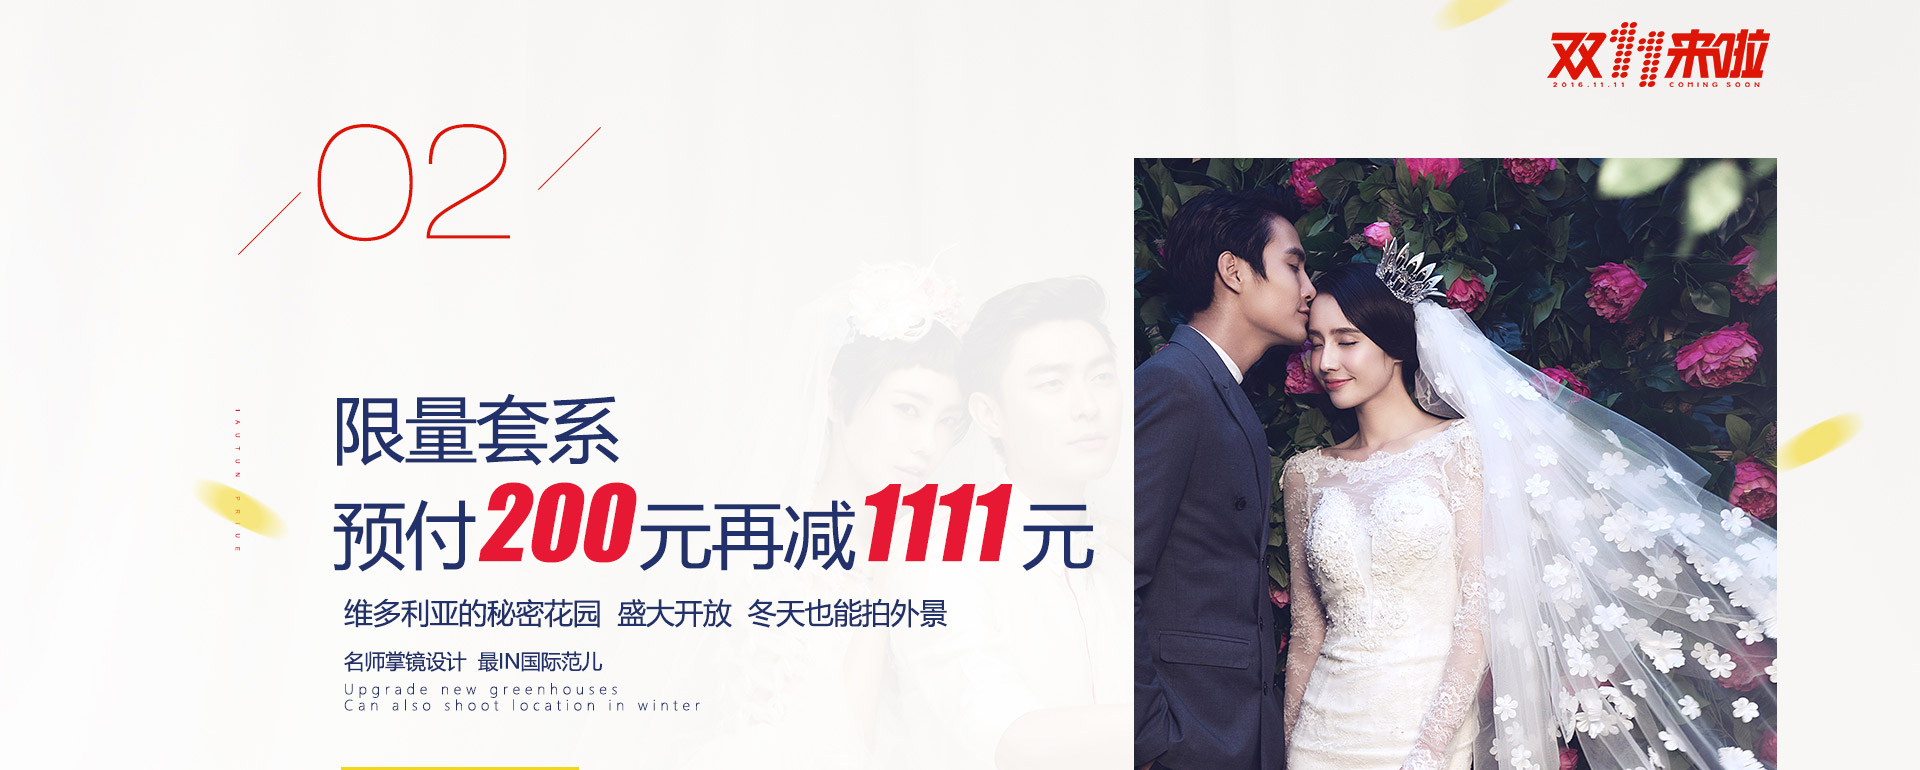 双11来啦
2016.11.11 COMING SOON
02
限量套系
预付200元再减1111元
维多利亚的秘密花园 盛大开放 冬天也能拍外景
名师掌镜设计 最IN国际范儿
Upgrade new greenhouses
Can also shoot location in winter